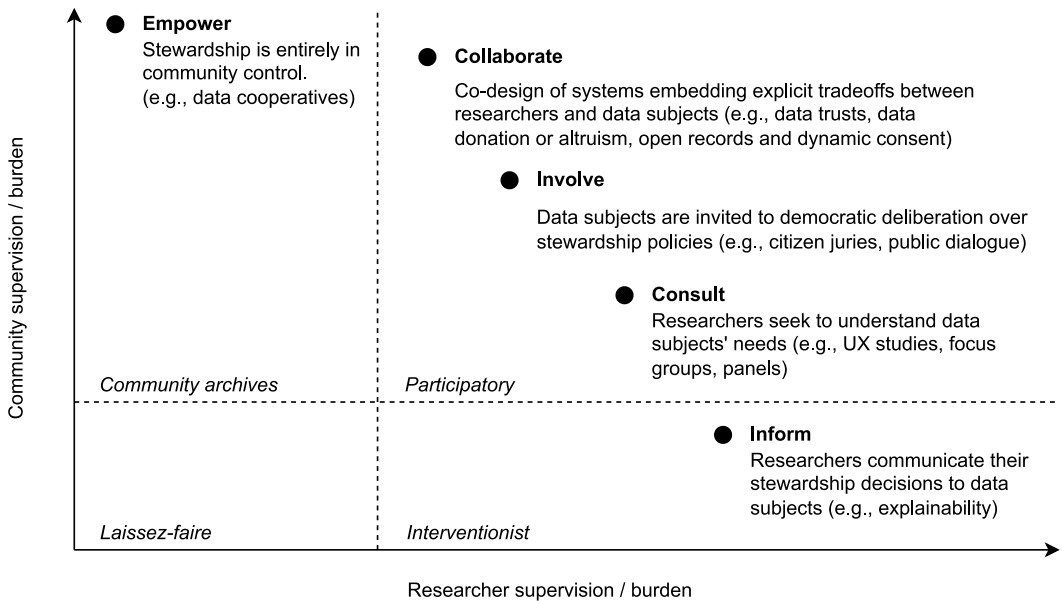 Empower
Stewardship is entirely in
community control.
(e.g., data cooperatives)
Collaborate
Co-design of systems embedding explicit tradeoffs between
researchers and data subjects (e.g., data trusts, data
donation or altruism, open records and dynamic consent)
Involve
Data subjects are invited to democratic deliberation over
stewardship policies (e.g., citizen juries, public dialogue)
Consult
Researchers seek to understand data
subjects' needs (e.g., UX studies, focus
groups, panels)
Community archives
Participatory
Inform
Researchers communicate their
stewardship decisions to data
subjects (e.g., explainability)
Laissez-faire
Interventionist
Community supervision / burden
Researcher supervision / burden